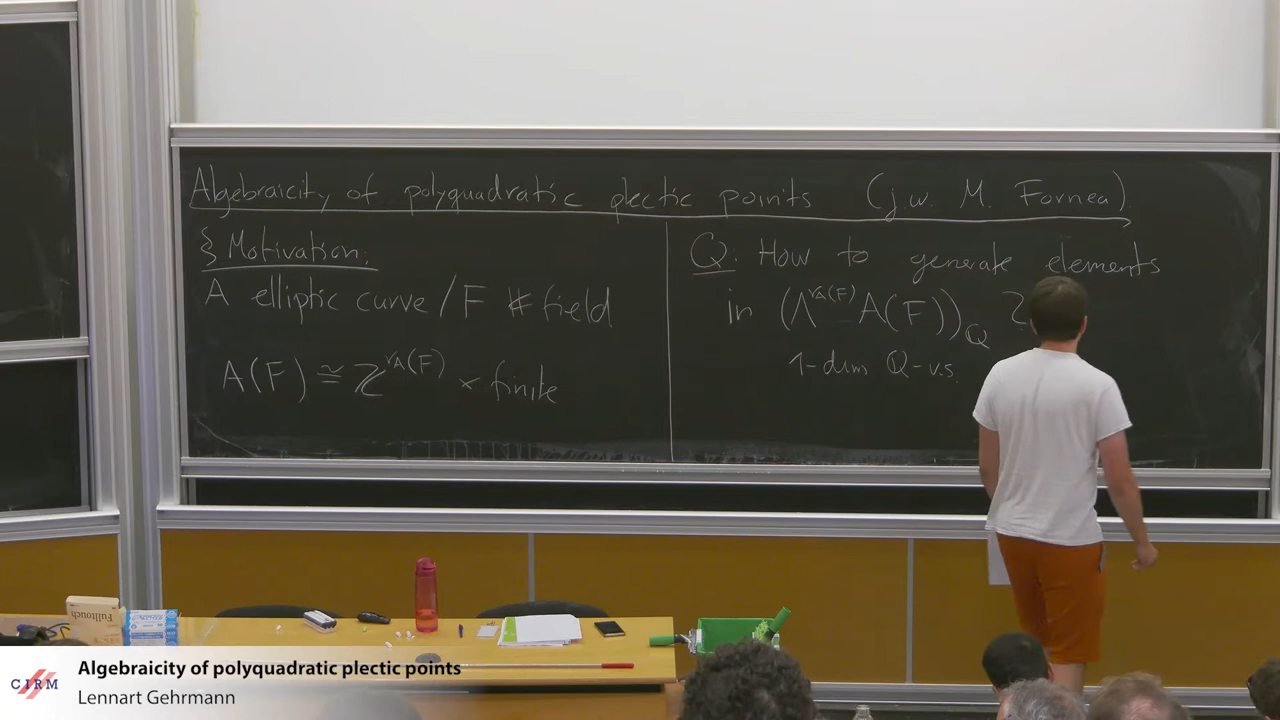 Algebraicity of polyquadratic plectic points (j.w. M. Fornea)
§ Motivation.
A elliptic curve /F # field
A(F) ≅ ℤ^{r_A(F)} × finite
Q: How to generate elements
in (Λ^{r_A(F)} A(F))_Q ?
1-dim Q-v.s.
Fulltouch
CIRM
Algebraicity of polyquadratic plectic points
Lennart Gehrmann